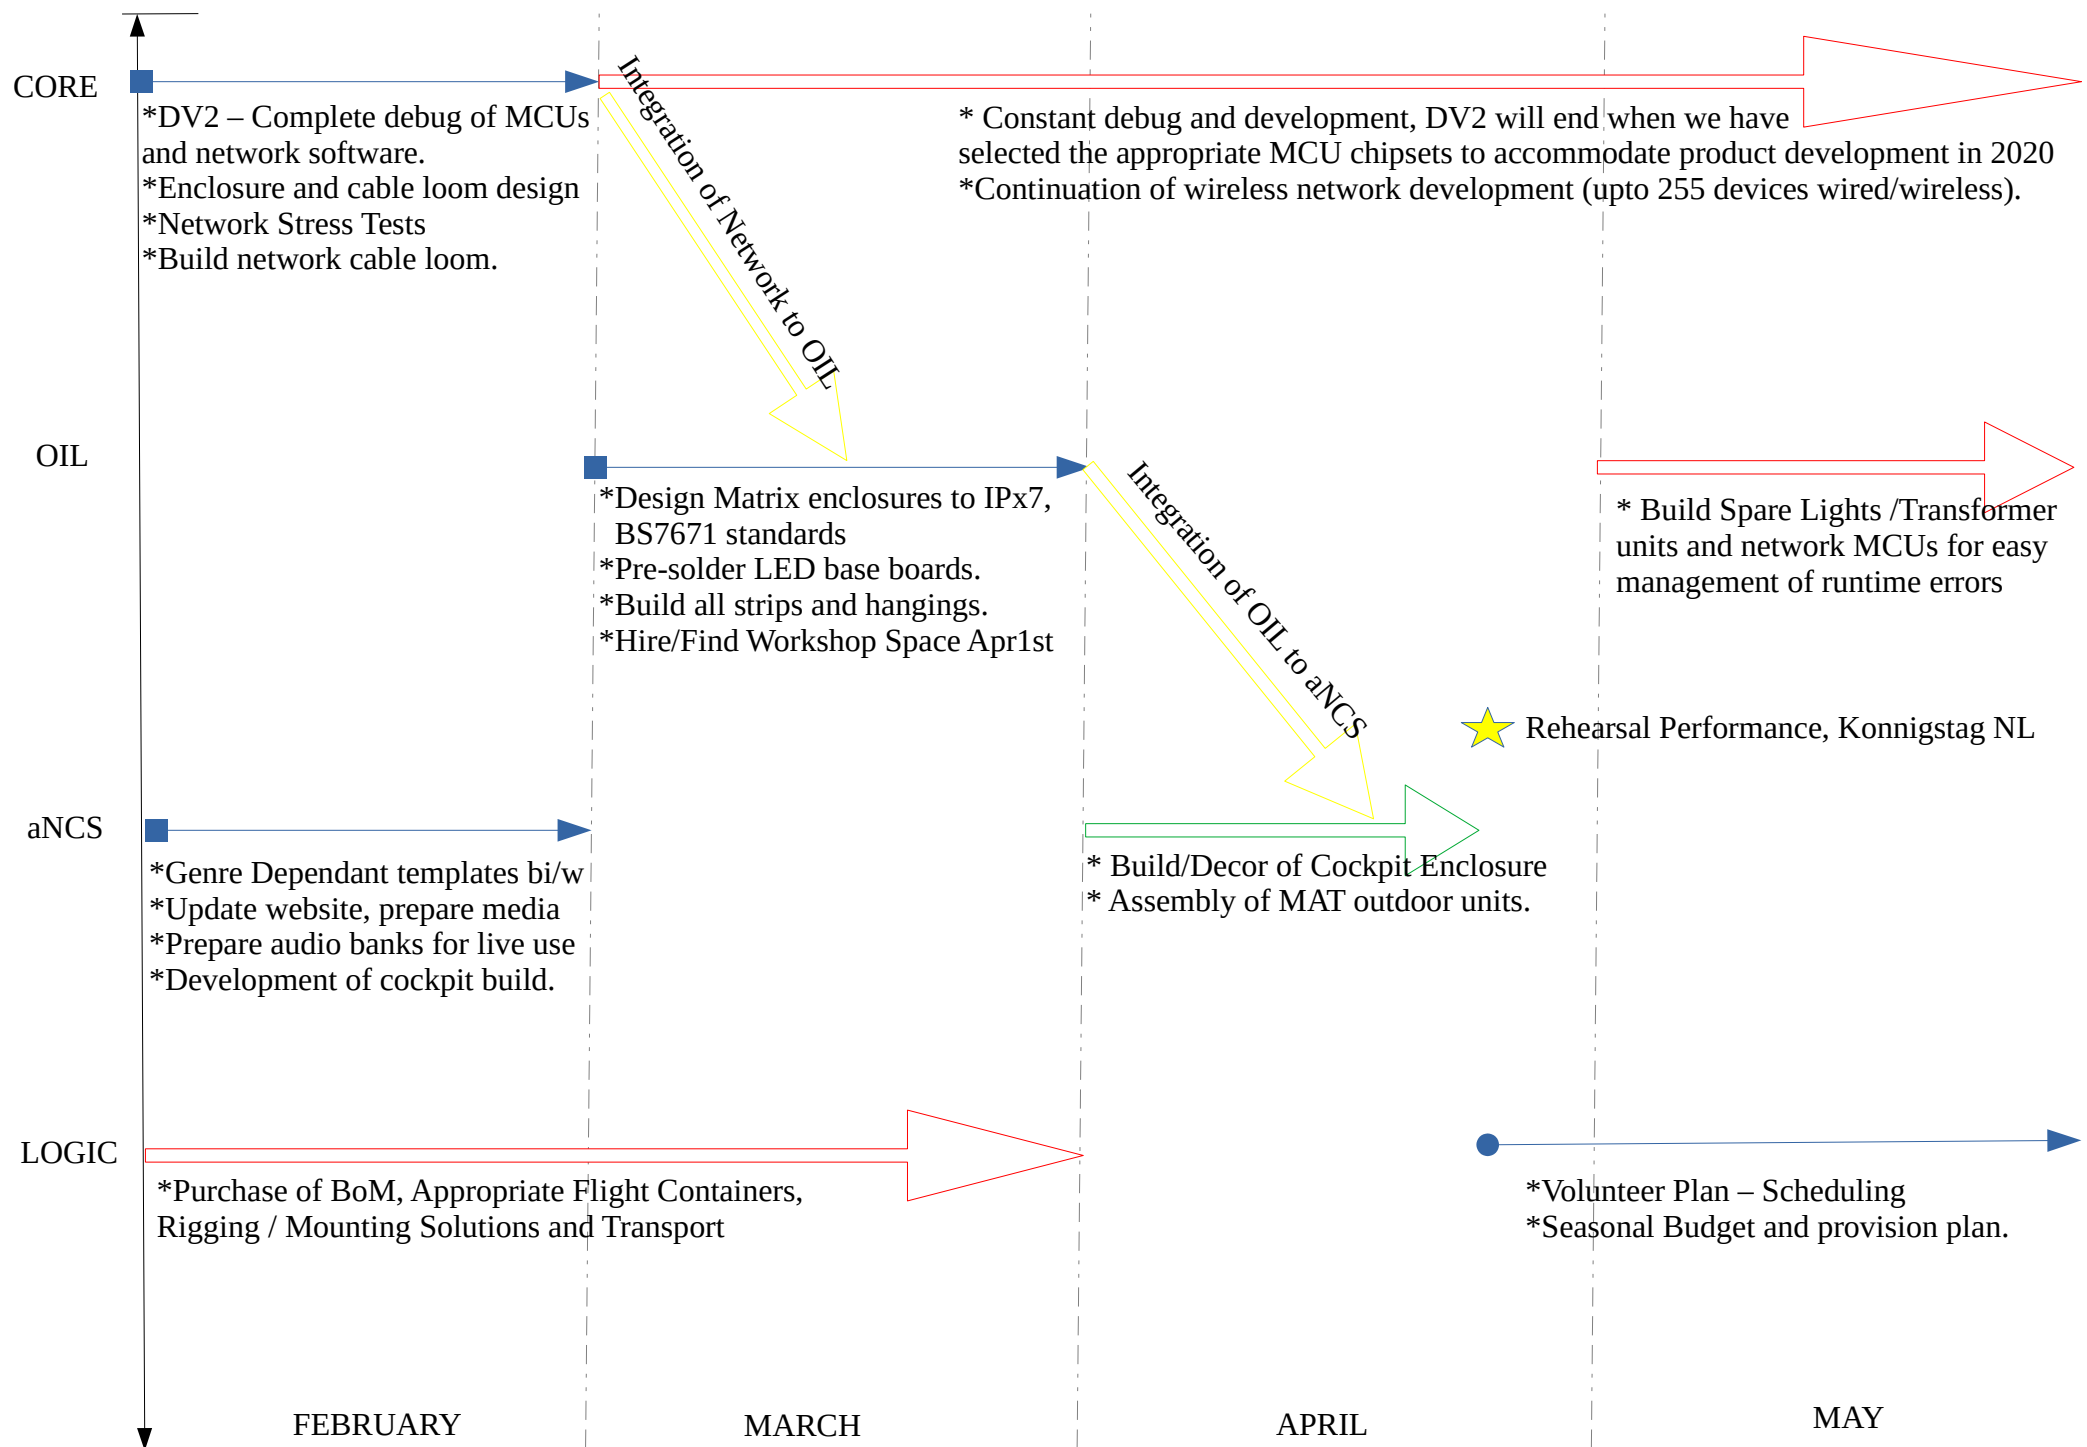 CORE
*DV2 – Complete debug of MCUs
and network software.
*Enclosure and cable loom design
*Network Stress Tests
*Build network cable loom.
Integration of Network to OIL
* Constant debug and development, DV2 will end when we have
selected the appropriate MCU chipsets to accommodate product development in 2020
*Continuation of wireless network development (upto 255 devices wired/wireless).
OIL
*Design Matrix enclosures to IPx7,
BS7671 standards
*Pre-solder LED base boards.
*Build all strips and hangings.
*Hire/Find Workshop Space Apr1st
Integration of OIL to aNCS
* Build Spare Lights /Transformer
units and network MCUs for easy
management of runtime errors
Rehearsal Performance, Konnigstag NL
aNCS
*Genre Dependant templates bi/w
*Update website, prepare media
*Prepare audio banks for live use
*Development of cockpit build.
* Build/Decor of Cockpit Enclosure
* Assembly of MAT outdoor units.
LOGIC
*Purchase of BoM, Appropriate Flight Containers,
Rigging / Mounting Solutions and Transport
*Volunteer Plan – Scheduling
*Seasonal Budget and provision plan.
FEBRUARY
MARCH
APRIL
MAY